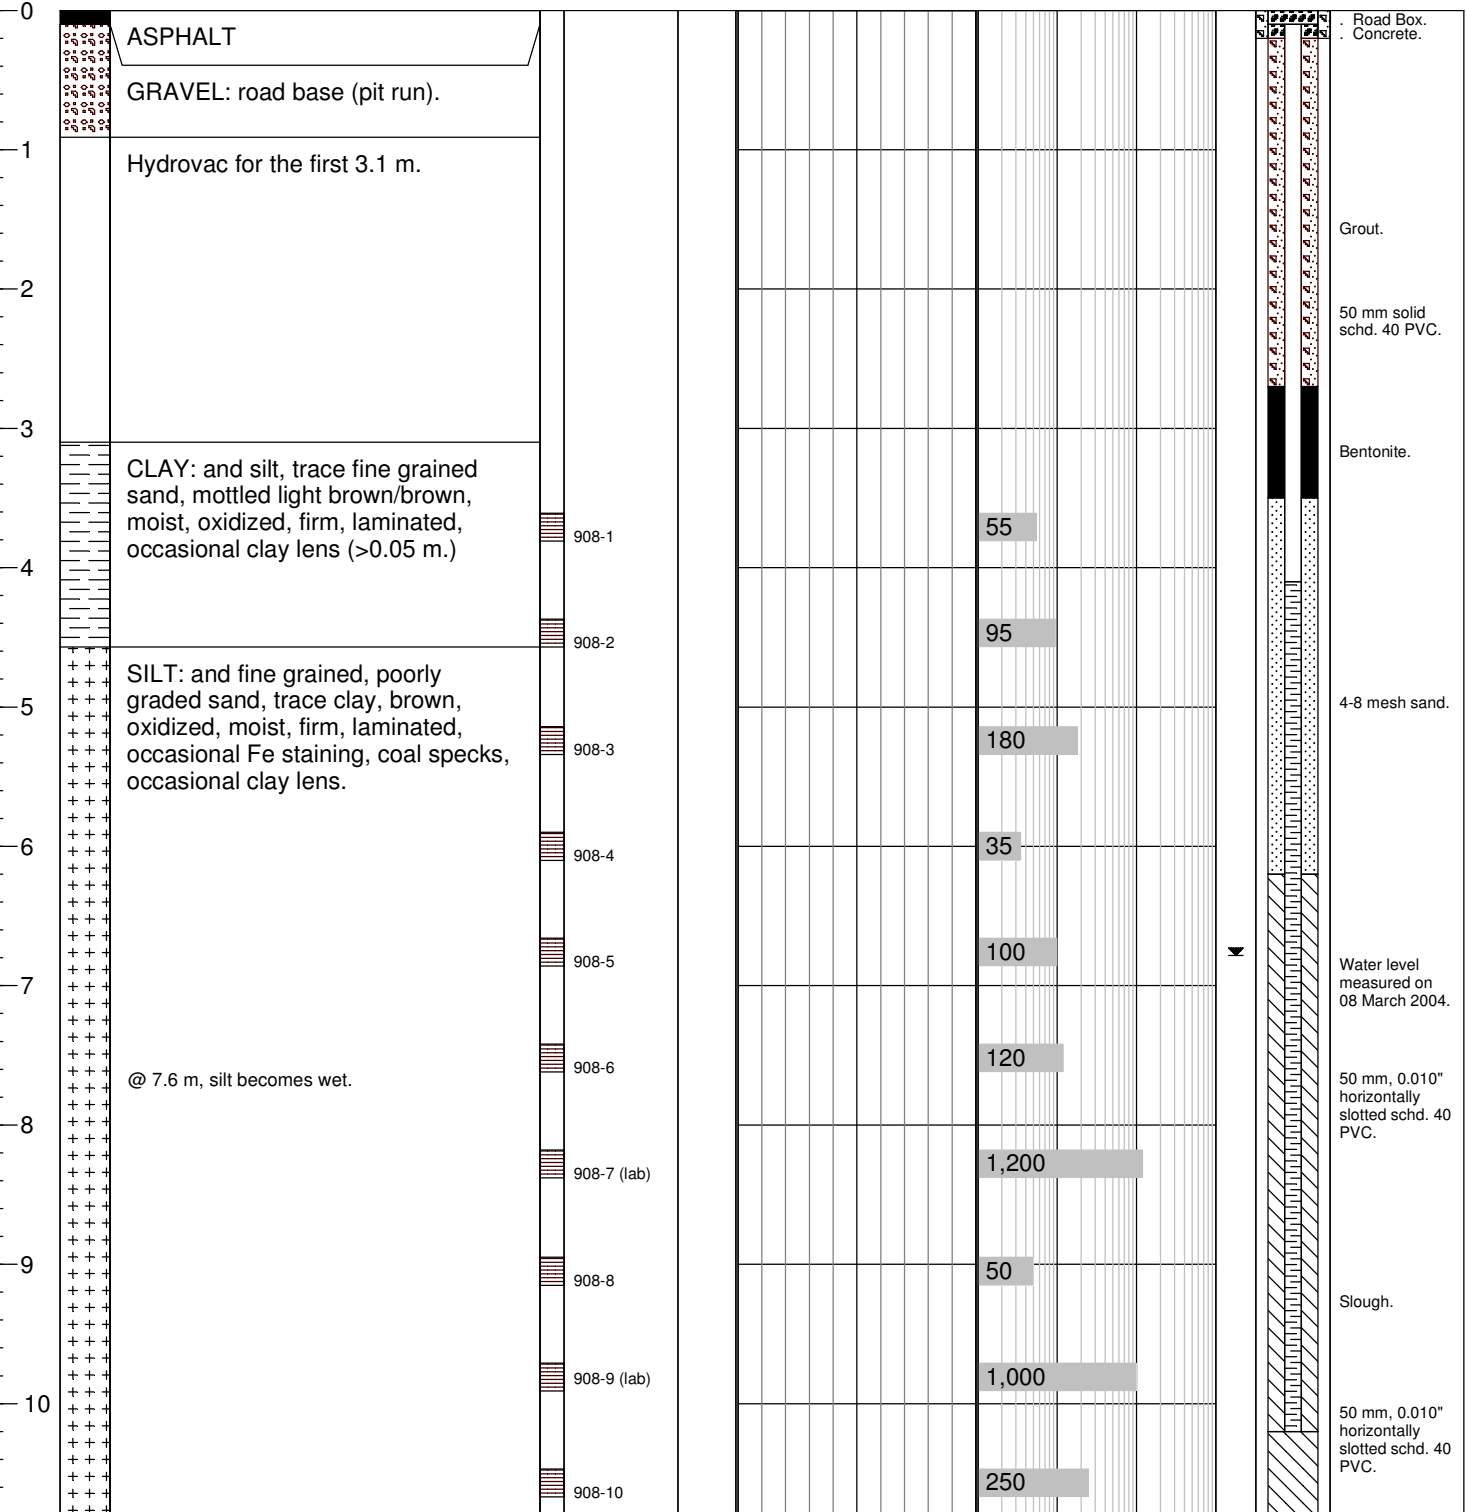 0
ASPHALT
. Road Box.
. Concrete.
GRAVEL: road base (pit run).
1
Hydrovac for the first 3.1 m.
Grout.
2
50 mm solid
schd. 40 PVC.
3
Bentonite.
CLAY: and silt, trace fine grained
sand, mottled light brown/brown,
moist, oxidized, firm, laminated,
occasional clay lens (>0.05 m.)
908-1
55
4
908-2
95
SILT: and fine grained, poorly
graded sand, trace clay, brown,
oxidized, moist, firm, laminated,
occasional Fe staining, coal specks,
occasional clay lens.
5
4-8 mesh sand.
908-3
180
6
908-4
35
908-5
100
7
Water level
measured on
08 March 2004.
908-6
120
@ 7.6 m, silt becomes wet.
50 mm, 0.010"
horizontally
slotted schd. 40
PVC.
8
908-7 (lab)
1,200
9
908-8
50
Slough.
908-9 (lab)
1,000
10
50 mm, 0.010"
horizontally
slotted schd. 40
PVC.
908-10
250